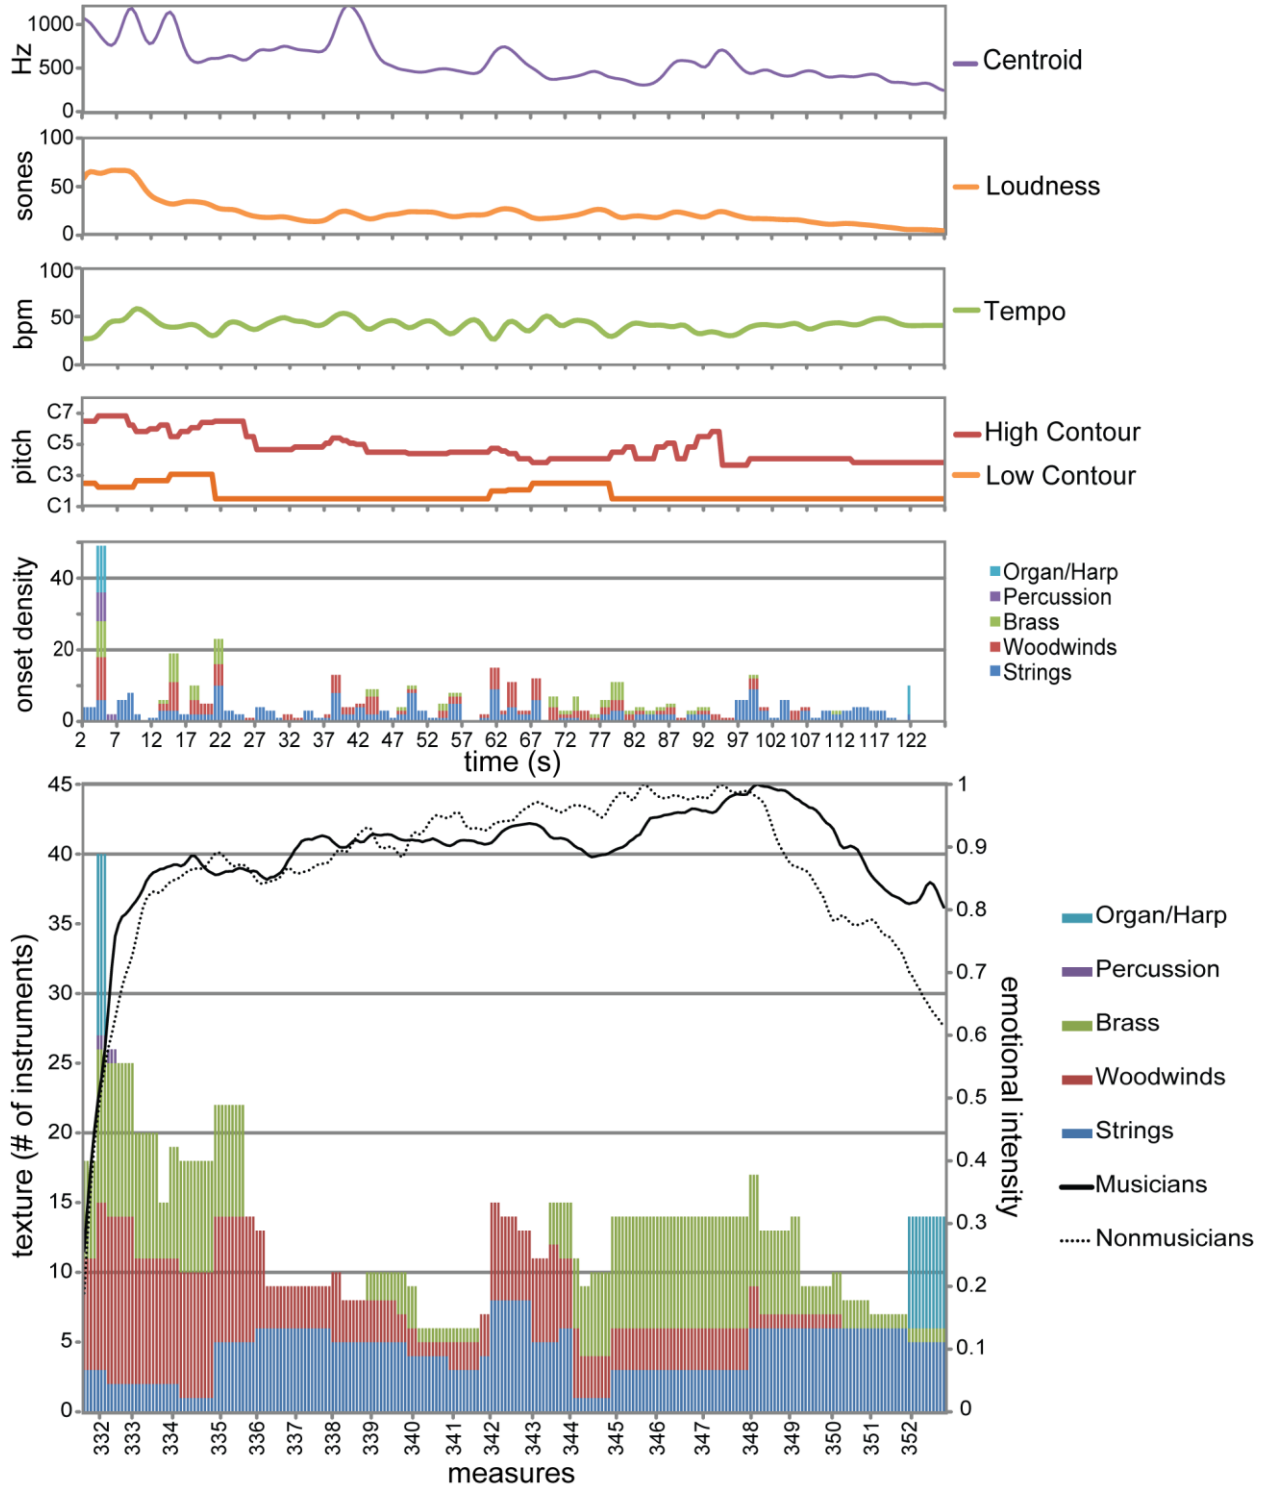 Hz
1000
500
0
Centroid
sones
100
50
0
Loudness
bpm
100
50
0
Tempo
pitch
C7
C5
C3
C1
High Contour
Low Contour
onset density
40
20
0
Organ/Harp
Percussion
Brass
Woodwinds
Strings
2 7 12 17 22 27 32 37 42 47 52 57 62 67 72 77 82 87 92 97 102 107 112 117 122
time (s)
texture (# of instruments)
45
40
35
30
25
20
15
10
5
0
1
0.9
0.8
0.7
0.6
0.5
0.4
0.3
0.2
0.1
0
emotional intensity
Organ/Harp
Percussion
Brass
Woodwinds
Strings
Musicians
Nonmusicians
332 333 334 335 336 337 338 339 340 341 342 343 344 345 346 347 348 349 350 351 352
measures